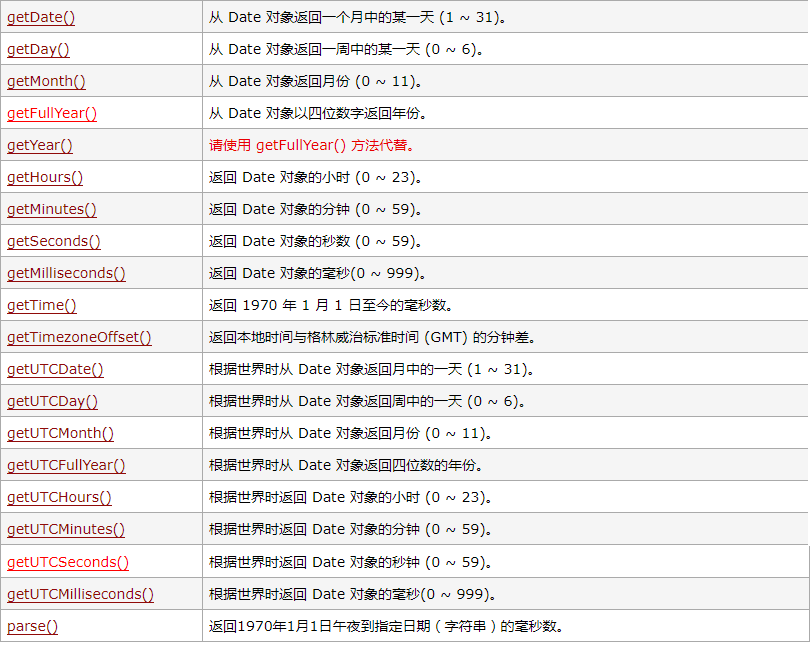 getDate() 从 Date 对象返回一个月中的某一天 (1 ~ 31)。
getDay() 从 Date 对象返回一周中的某一天 (0 ~ 6)。
getMonth() 从 Date 对象返回月份 (0 ~ 11)。
getFullYear() 从 Date 对象以四位数字返回年份。
getYear() 请使用 getFullYear() 方法代替。
getHours() 返回 Date 对象的小时 (0 ~ 23)。
getMinutes() 返回 Date 对象的分钟 (0 ~ 59)。
getSeconds() 返回 Date 对象的秒数 (0 ~ 59)。
getMilliseconds() 返回 Date 对象的毫秒(0 ~ 999)。
getTime() 返回 1970 年 1 月 1 日至今的毫秒数。
getTimezoneOffset() 返回本地时间与格林威治标准时间 (GMT) 的分钟差。
getUTCDate() 根据世界时从 Date 对象返回月中的一天 (1 ~ 31)。
getUTCDay() 根据世界时从 Date 对象返回周中的一天 (0 ~ 6)。
getUTCMonth() 根据世界时从 Date 对象返回月份 (0 ~ 11)。
getUTCFullYear() 根据世界时从 Date 对象返回四位数的年份。
getUTCHours() 根据世界时返回 Date 对象的小时 (0 ~ 23)。
getUTCMinutes() 根据世界时返回 Date 对象的分钟 (0 ~ 59)。
getUTCSeconds() 根据世界时返回 Date 对象的秒钟 (0 ~ 59)。
getUTCMilliseconds() 根据世界时返回 Date 对象的毫秒(0 ~ 999)。
parse() 返回1970年1月1日午夜到指定日期（字符串）的毫秒数。